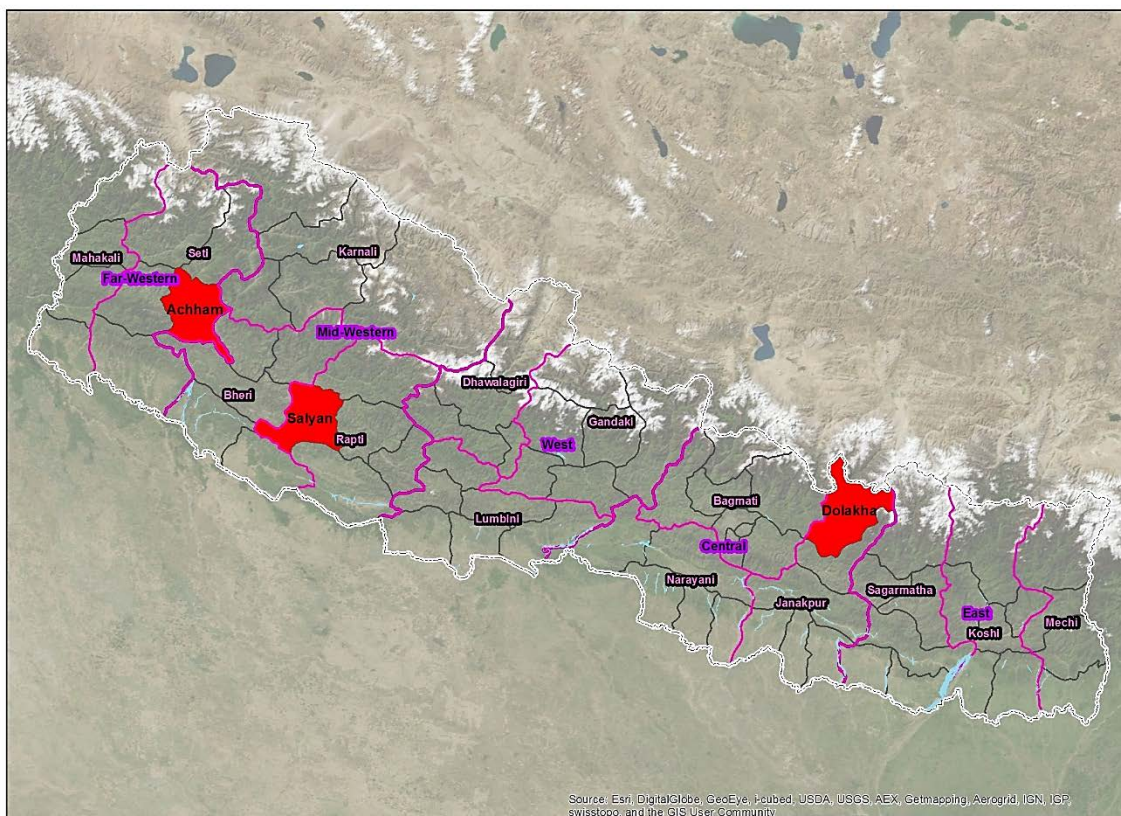 Karnali
Seti
Mahakali
Far-Western
Achham
Mid-Western
Dhawalagiri
Bheri
Salyan
Gandaki
Rapti
West
Bagmati
Dolakha
Lumbini
Central
Narayani
Sagarmatha
Janakpur
East
Mechi
Koshi
Source: Esri, DigitalGlobe, GeoEye, i-cubed, USDA, USGS, AEX, Getmapping, Aerogrid, IGN, IGP,
swisstopo, and the GIS User Community